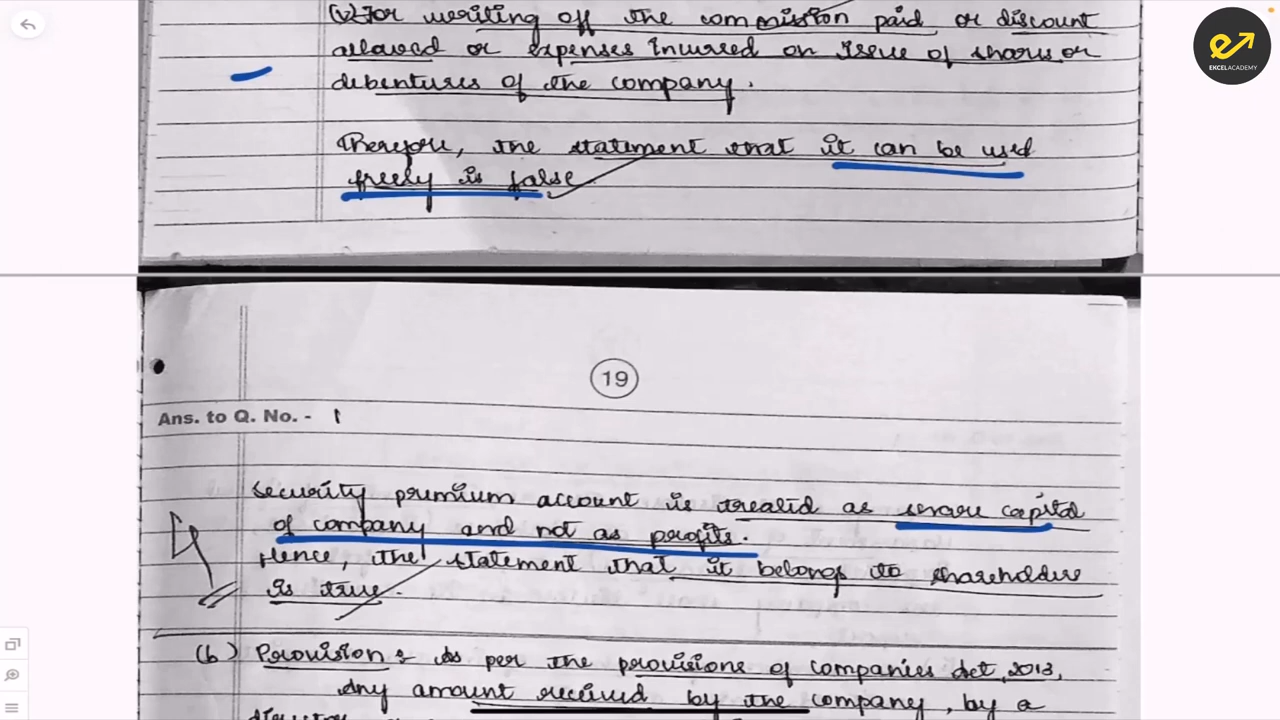 (v) For writing off the commission paid or discount
allowed or expenses incurred on issue of shares or
debentures of the company.
Therefore, the statement that it can be used
freely is false
EKCELACADEMY
19
Ans. to Q. No. - 1
Security premium account is treated as share capital
of company and not as profits.
Hence, the statement that it belongs to shareholders
is true.
(b) Provision : As per the provisions of companies Act, 2013,
Any amount received by the company, by a